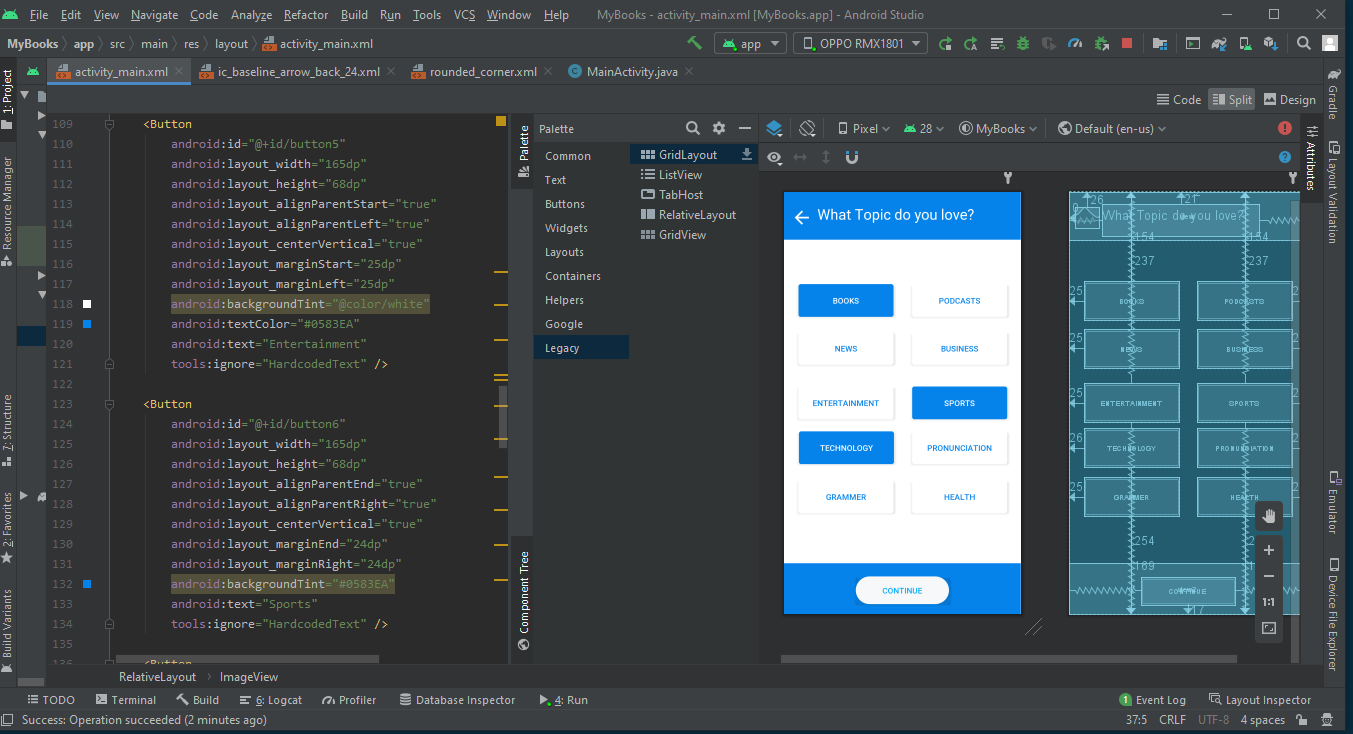 File Edit View Navigate Code Analyze Refactor Build Run Tools VCS Window Help MyBooks - activity_main.xml [MyBooks.app] - Android Studio
MyBooks app src main res layout activity_main.xml
app OPPO RMX1801
activity_main.xml ic_baseline_arrow_back_24.xml rounded_corner.xml MainActivity.java
Code Split Design
1: Project
Resource Manager
7: Structure
2: Favorites
Build Variants
109 <Button
110 android:id="@+id/button5"
111 android:layout_width="165dp"
112 android:layout_height="68dp"
113 android:layout_alignParentStart="true"
114 android:layout_alignParentLeft="true"
115 android:layout_centerVertical="true"
116 android:layout_marginStart="25dp"
117 android:layout_marginLeft="25dp"
118 android:backgroundTint="@color/white"
119 android:textColor="#0583EA"
120 android:text="Entertainment"
121 tools:ignore="HardcodedText" />
122
123 <Button
124 android:id="@+id/button6"
125 android:layout_width="165dp"
126 android:layout_height="68dp"
127 android:layout_alignParentEnd="true"
128 android:layout_alignParentRight="true"
129 android:layout_centerVertical="true"
130 android:layout_marginEnd="24dp"
131 android:layout_marginRight="24dp"
132 android:backgroundTint="#0583EA"
133 android:text="Sports"
134 tools:ignore="HardcodedText" />
135
136 <Button
Palette
Component Tree
Palette
Common
Text
Buttons
Widgets
Layouts
Containers
Helpers
Google
Legacy
GridLayout
ListView
TabHost
RelativeLayout
GridView
Pixel 28 MyBooks Default (en-us)
What Topic do you love?
BOOKS PODCASTS
NEWS BUSINESS
ENTERTAINMENT SPORTS
TECHNOLOGY PRONUNCIATION
GRAMMER HEALTH
CONTINUE
26 21
0 What Topic do you love?
154 154
237 237
25 BOOKS PODCASTS
25 NEWS BUSINESS
25 ENTERTAINMENT SPORTS
26 TECHNOLOGY PRONUNCIATION
25 GRAMMER HEALTH
254
169
CONTINUE
17
1:1
Attributes
Gradle
Layout Validation
Emulator
Device File Explorer
RelativeLayout ImageView
TODO Terminal Build 6: Logcat Profiler Database Inspector 4: Run 1 Event Log Layout Inspector
Success: Operation succeeded (2 minutes ago) 37:5 CRLF UTF-8 4 spaces